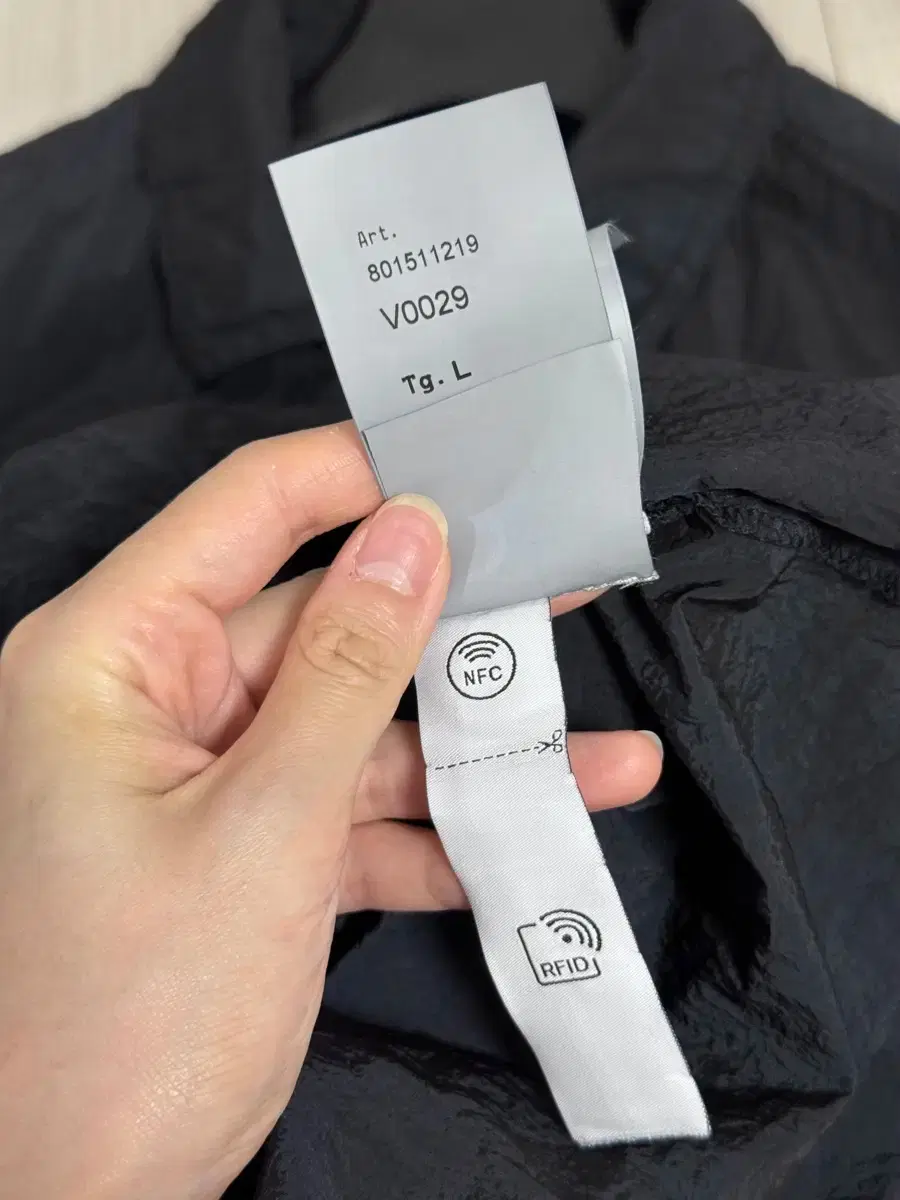 Art.
801511219
V0029
Tg. L
NFC
RFID